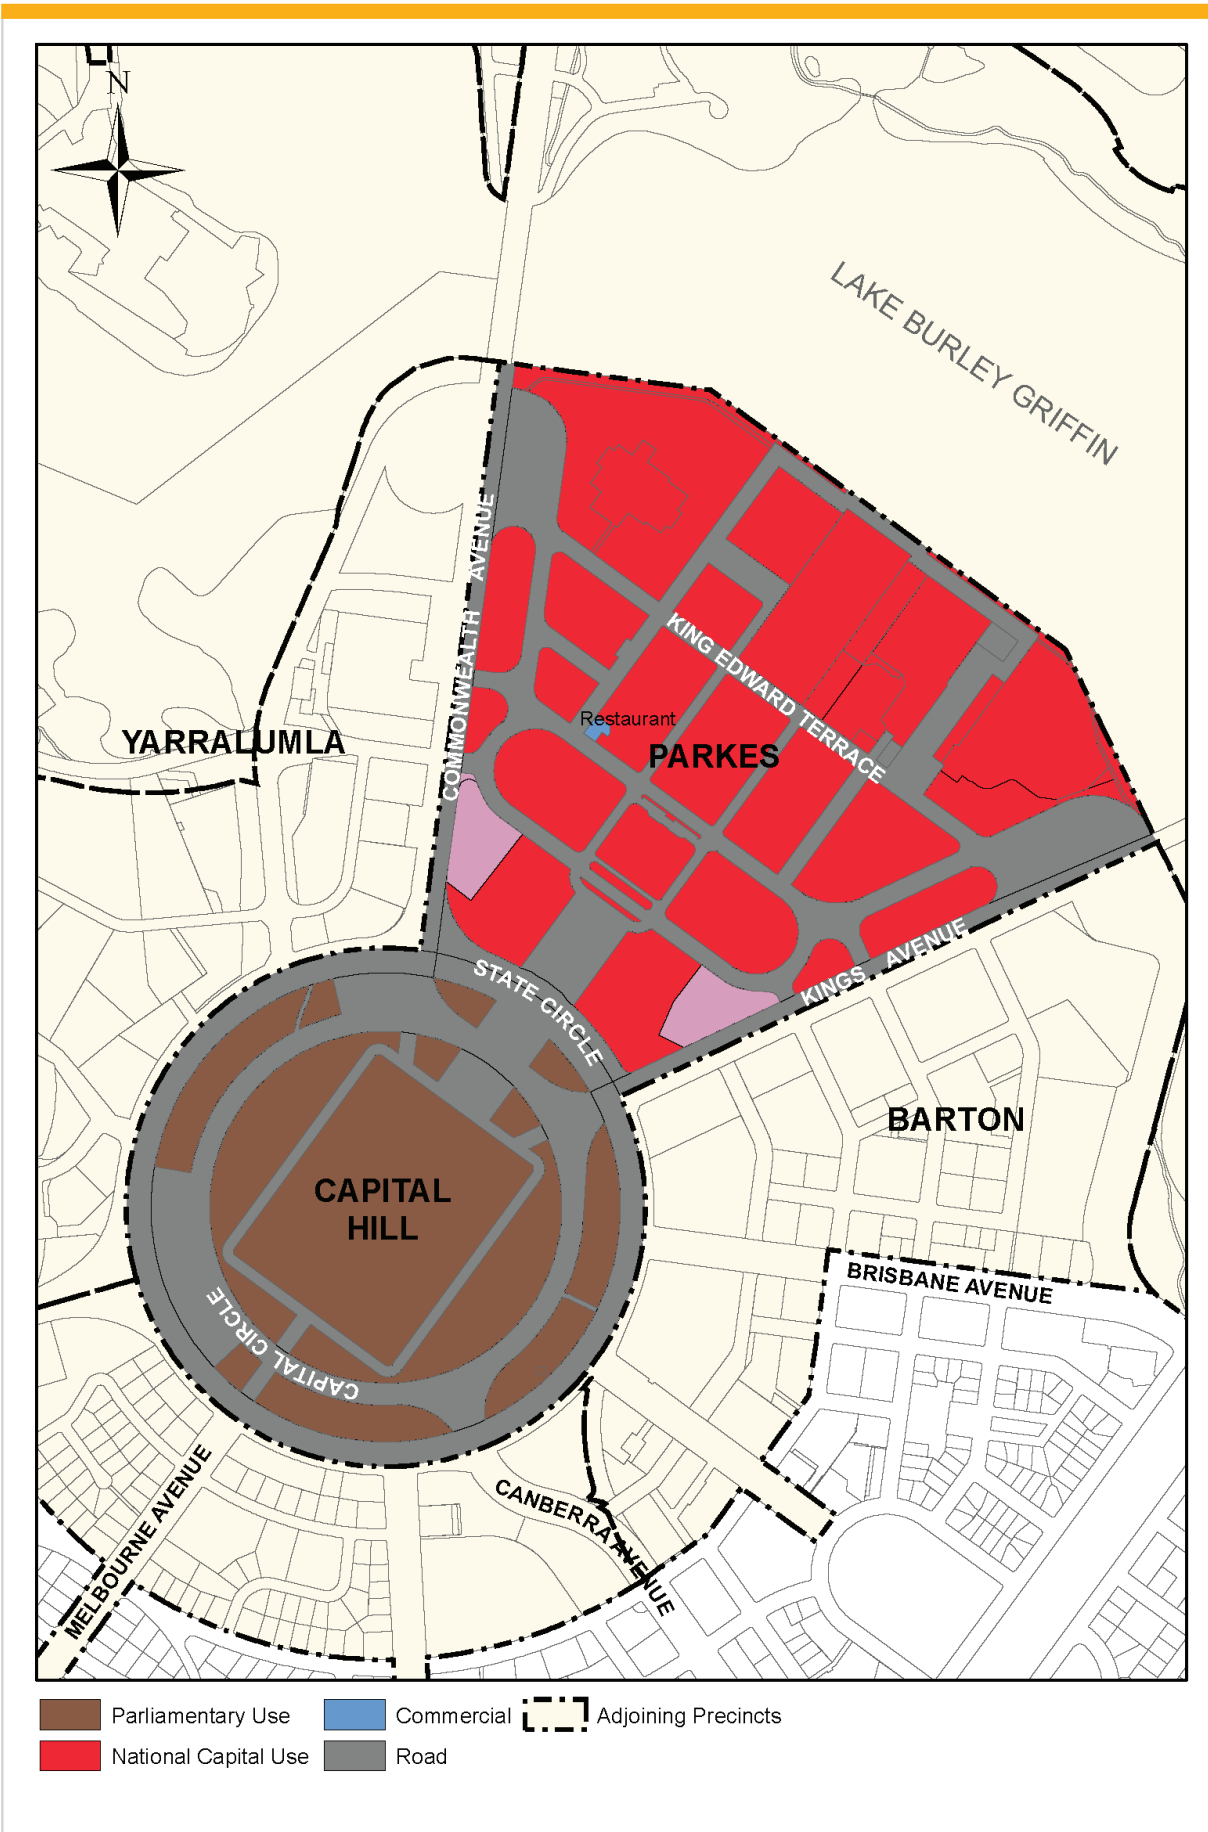 N
LAKE BURLEY GRIFFIN
COMMONWEALTH AVENUE
KING EDWARD TERRACE
Restaurant
YARRALUMLA
PARKES
STATE CIRCLE
KINGS AVENUE
BARTON
CAPITAL
HILL
BRISBANE AVENUE
CAPITAL CIRCLE
MELBOURNE AVENUE
CANBERRA AVENUE
Parliamentary Use
Commercial
Adjoining Precincts
National Capital Use
Road